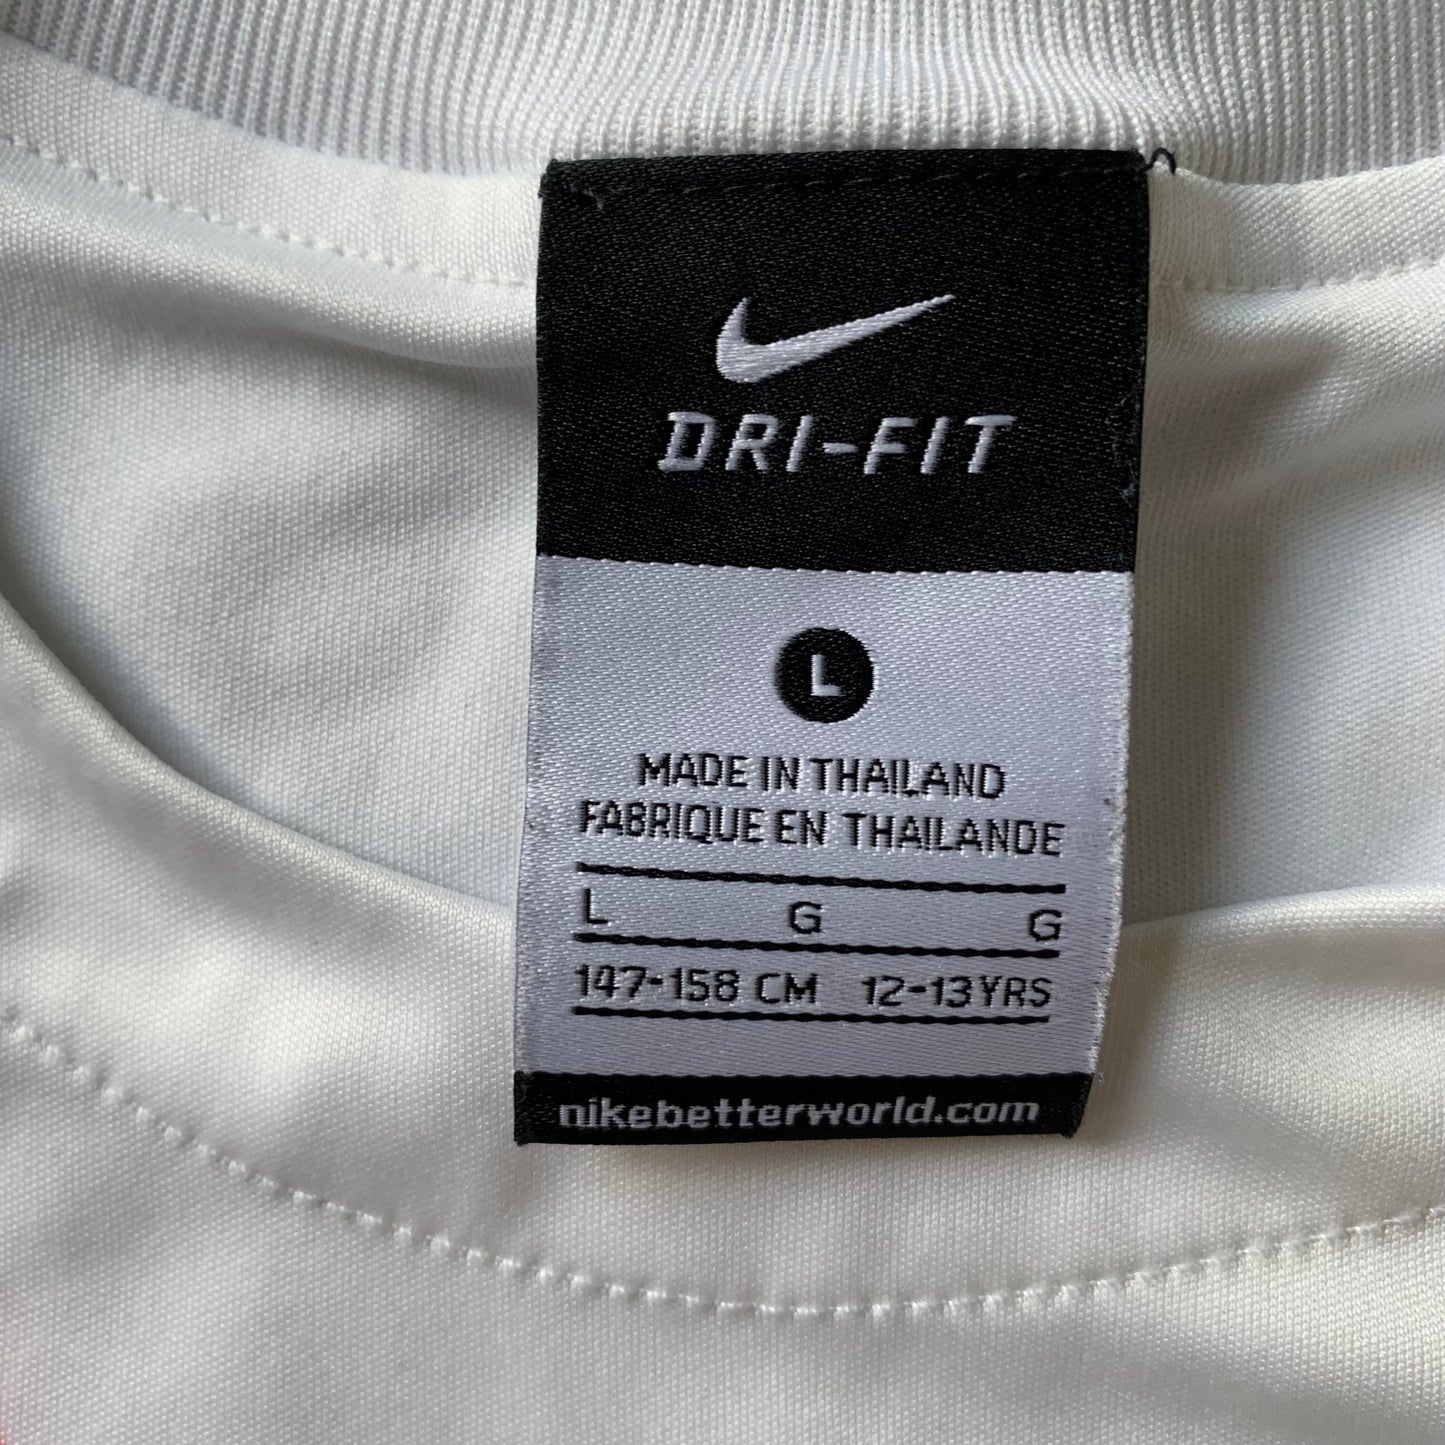 DRI-FIT
L
MADE IN THAILAND
FABRIQUE EN THAILANDE
L G G
147-158 CM 12-13 YRS
nikebetterworld.com